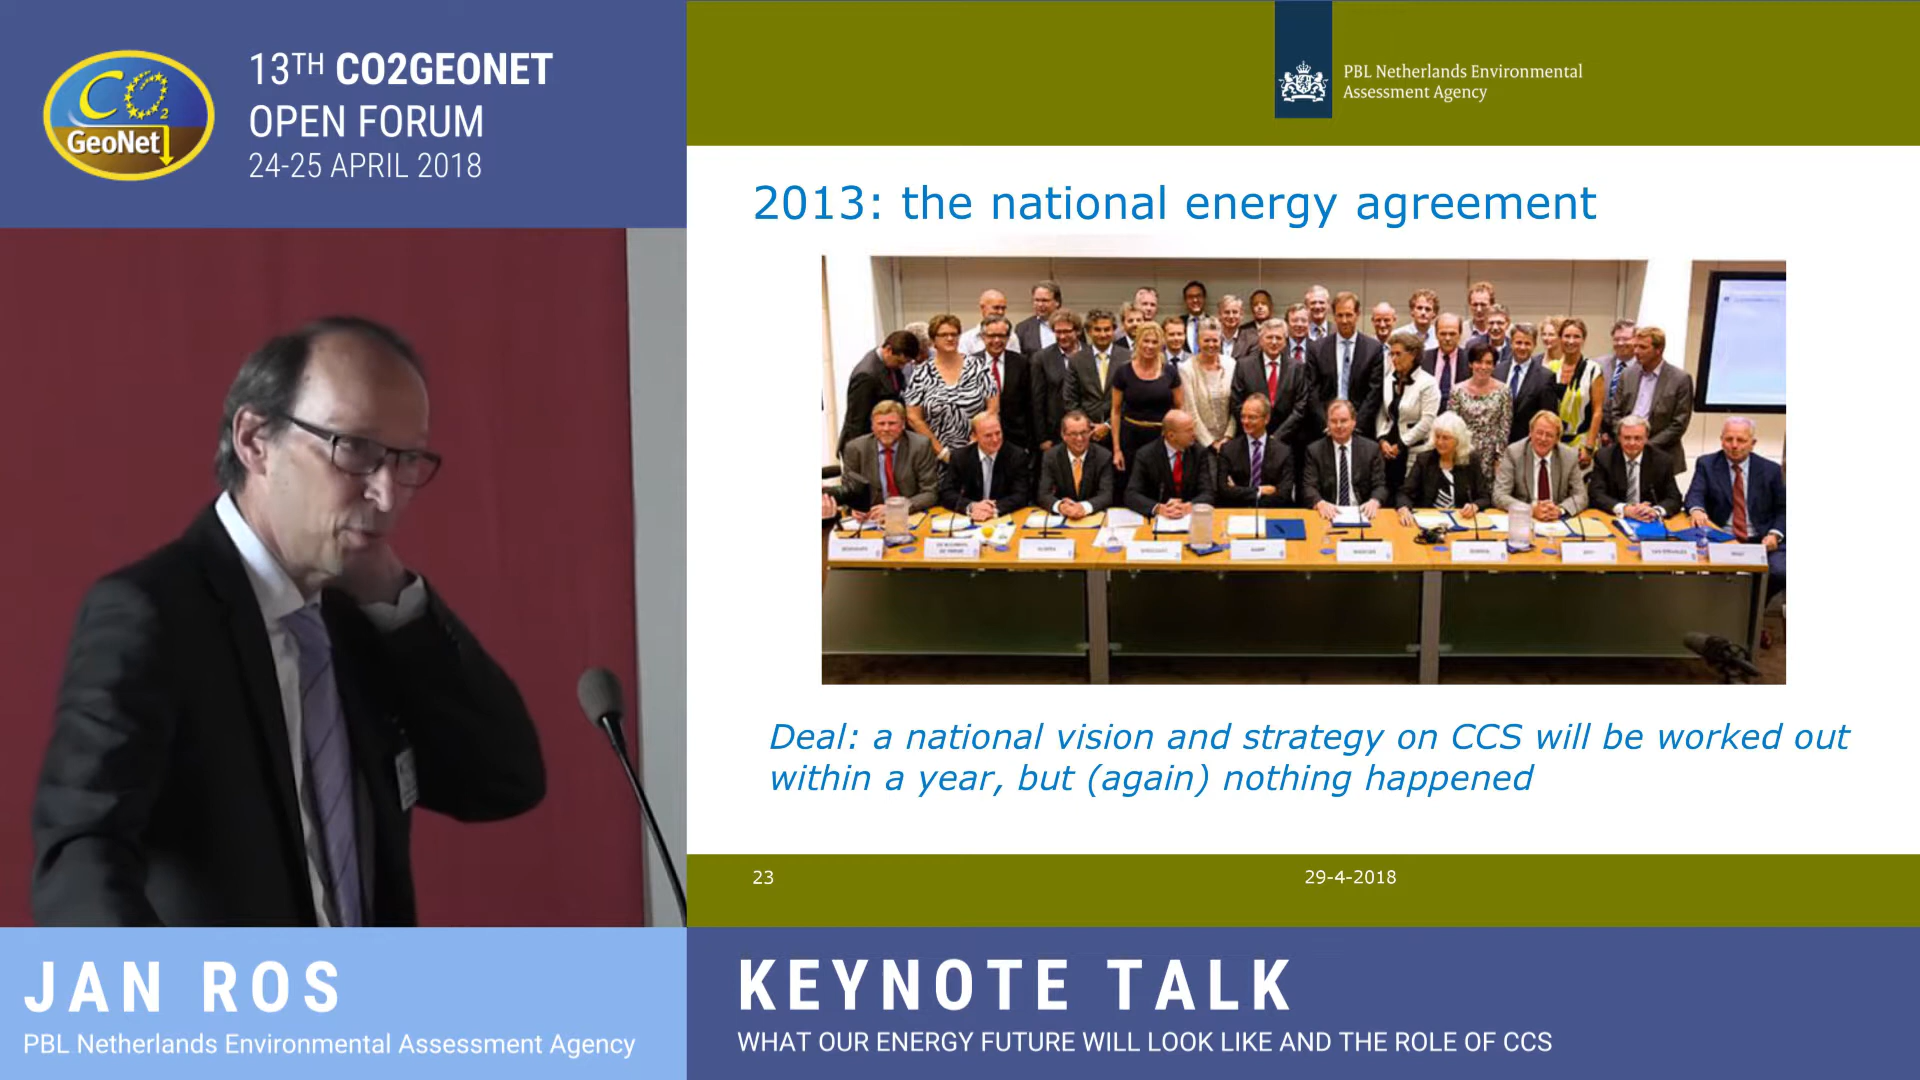 CO2
GeoNet
13TH CO2GEONET
OPEN FORUM
24-25 APRIL 2018
PBL Netherlands Environmental
Assessment Agency
2013: the national energy agreement
Deal: a national vision and strategy on CCS will be worked out
within a year, but (again) nothing happened
23
29-4-2018
JAN ROS
PBL Netherlands Environmental Assessment Agency
KEYNOTE TALK
WHAT OUR ENERGY FUTURE WILL LOOK LIKE AND THE ROLE OF CCS